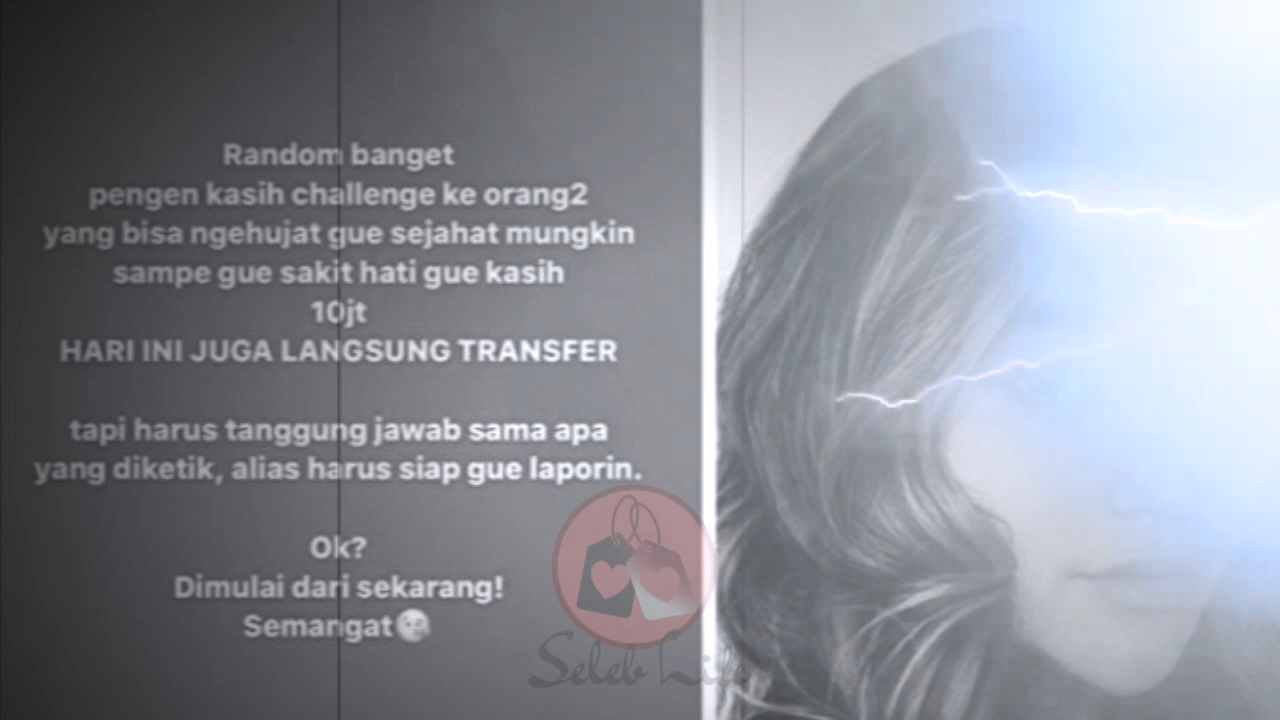 Random banget
pengen kasih challenge ke orang2
yang bisa ngehujat gue sejahat mungkin
sampe gue sakit hati gue kasih
10jt
HARI INI JUGA LANGSUNG TRANSFER
tapi harus tanggung jawab sama apa
yang diketik, alias harus siap gue laporin.
Ok?
Dimulai dari sekarang!
Semangat
Seleb Life